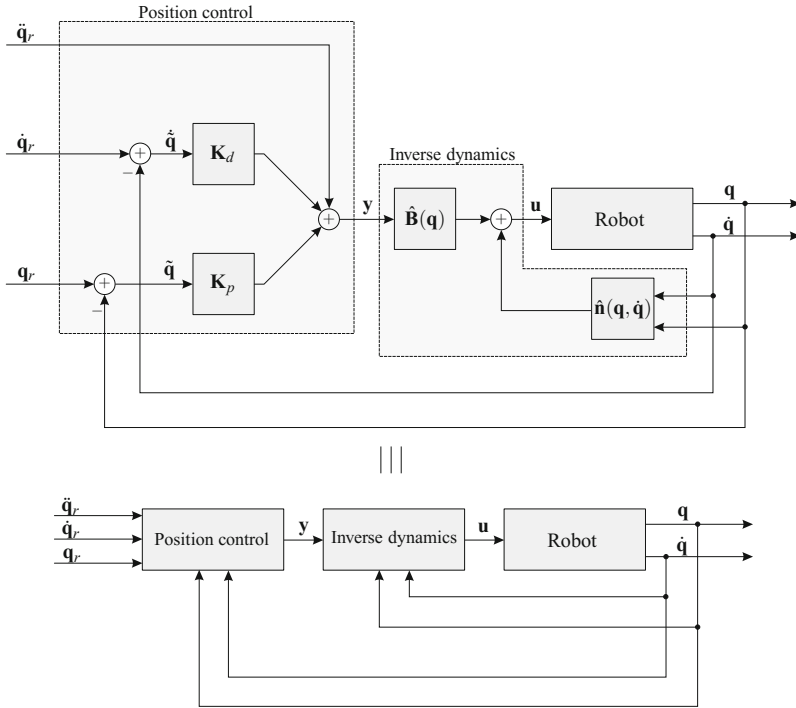 Position control
q̈r
q̇r
+
−
q̃̇
Kd
Inverse dynamics
+
y
B̂(q)
+
u
Robot
q
q̇
qr
+
−
q̃
Kp
n̂(q, q̇)
|||
q̈r
q̇r
qr
Position control
y
Inverse dynamics
u
Robot
q
q̇